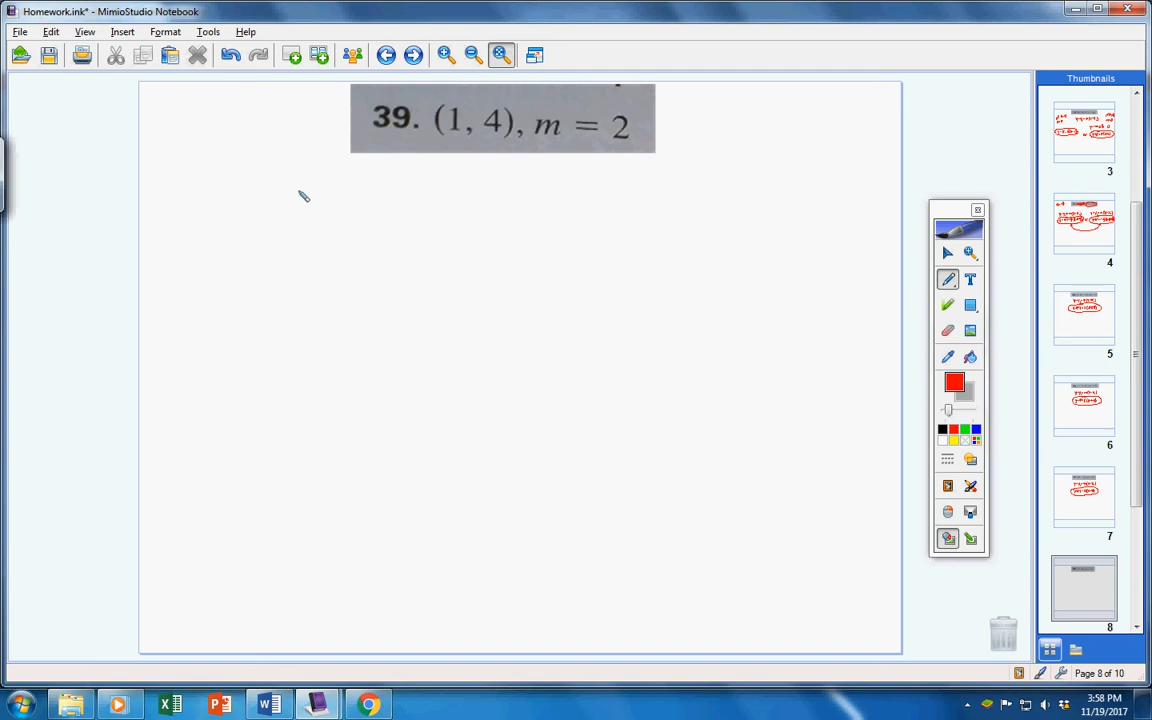 Homework.ink* - MimioStudio Notebook
File Edit View Insert Format Tools Help
39. (1, 4), m = 2
T
Thumbnails
3
4
5
6
7
8
Page 8 of 10
3:58 PM
11/19/2017